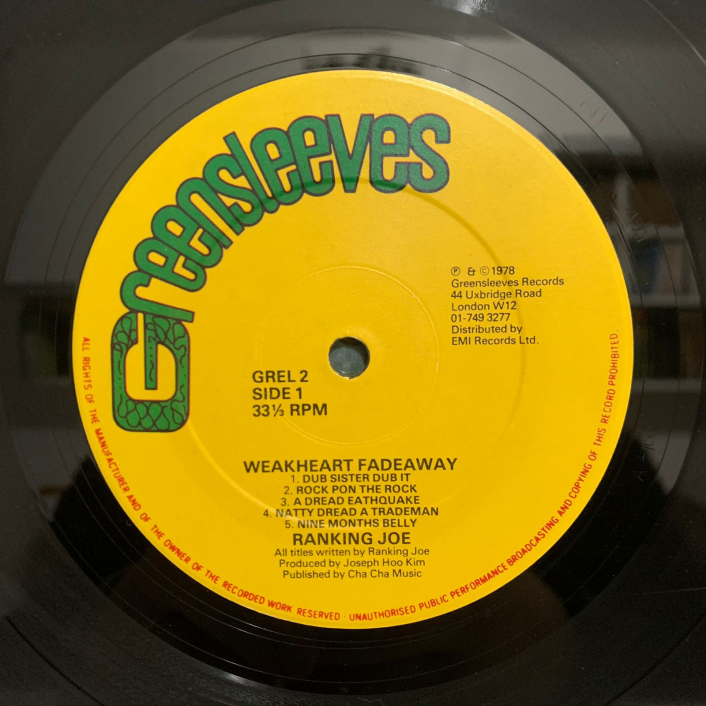 Greensleeves
℗ & © 1978
Greensleeves Records
44 Uxbridge Road
London W12
01-749 3277
Distributed by
EMI Records Ltd.
GREL 2
SIDE 1
33⅓ RPM
WEAKHEART FADEAWAY
1. DUB SISTER DUB IT
2. ROCK PON THE ROCK
3. A DREAD EATHQUAKE
4. NATTY DREAD A TRADEMAN
5. NINE MONTHS BELLY
RANKING JOE
All titles written by Ranking Joe
Produced by Joseph Hoo Kim
Published by Cha Cha Music
ALL RIGHTS OF THE MANUFACTURER AND OF THE OWNER OF THE RECORDED WORK RESERVED · UNAUTHORISED PUBLIC PERFORMANCE BROADCASTING AND COPYING OF THIS RECORD PROHIBITED.